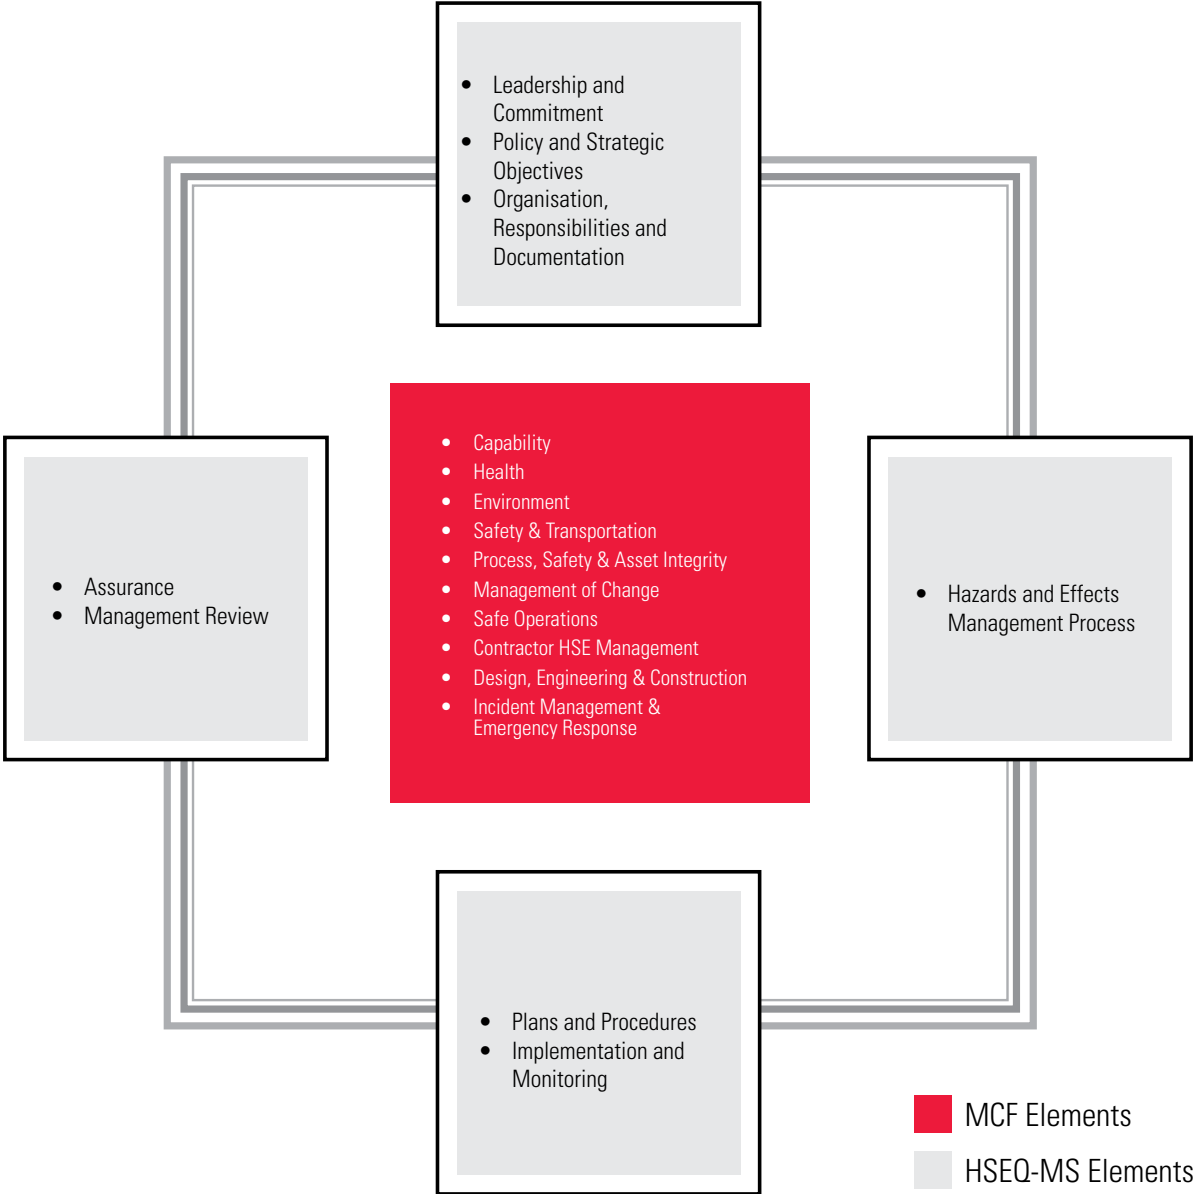 • Leadership and
Commitment
• Policy and Strategic
Objectives
• Organisation,
Responsibilities and
Documentation
• Capability
• Health
• Environment
• Safety & Transportation
• Process, Safety & Asset Integrity
• Management of Change
• Safe Operations
• Contractor HSE Management
• Design, Engineering & Construction
• Incident Management &
Emergency Response
• Assurance
• Management Review
• Hazards and Effects
Management Process
• Plans and Procedures
• Implementation and
Monitoring
MCF Elements
HSEQ-MS Elements